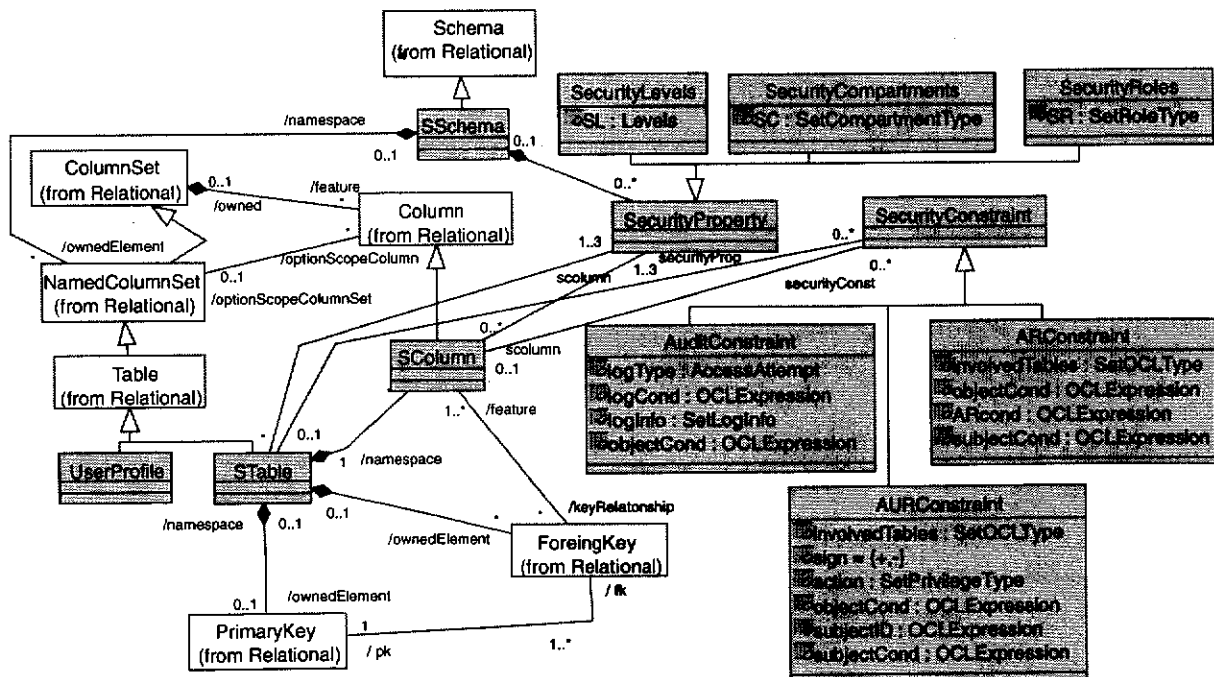 Schema
(from Relational)
SecurityLevels
SL : Levels
SecurityCompartments
SC : SetCompartmentType
SecurityRoles
SR : SetRoleType
/namespace
SSchema
0..1
0..1
ColumnSet
(from Relational)
0..1
/owned
/feature
*
Column
(from Relational)
0..*
SecurityProperty
SecurityConstraint
/ownedElement
*
*
/optionScopeColumn
1..3
securityProp
1..3
0..*
0..*
scolumn
securityConst
NamedColumnSet
(from Relational)
0..1
/optionScopeColumnSet
Table
(from Relational)
0..*
SColumn
scolumn
0..1
AuditConstraint
logType : AccessAttempt
logCond : OCLExpression
logInfo : SetLogInfo
objectCond : OCLExpression
ARConstraint
involvedTables : SetOCLType
objectCond : OCLExpression
ARcond : OCLExpression
subjectCond : OCLExpression
1..*
/feature
*
0..1
UserProfile
STable
1
/namespace
/namespace
0..1
0..1
/keyRelatonship
*
*
/ownedElement
ForeingKey
(from Relational)
AURConstraint
involvedTables : SetOCLType
sign = {+,-}
action : SetPrivilegeType
objectCond : OCLExpression
subjectID : OCLExpression
subjectCond : OCLExpression
/ fk
0..1
/ownedElement
PrimaryKey
(from Relational)
1
/ pk
1..*